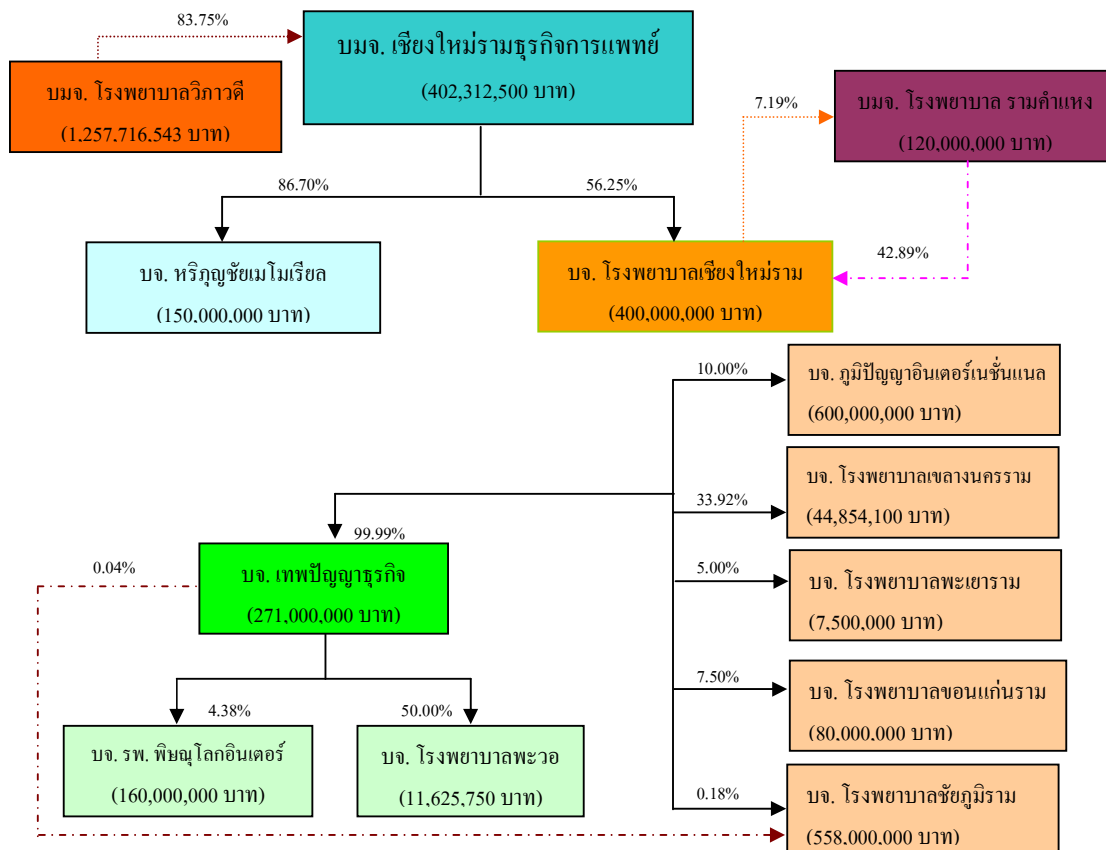 83.75%
บมจ. เชียงใหม่รามธุรกิจการแพทย์
(402,312,500 บาท)
บมจ. โรงพยาบาลวิภาวดี
(1,257,716,543 บาท)
7.19%
บมจ. โรงพยาบาล รามคำแหง
(120,000,000 บาท)
86.70%
56.25%
42.89%
บจ. หริภุญชัยเมโมเรียล
(150,000,000 บาท)
บจ. โรงพยาบาลเชียงใหม่ราม
(400,000,000 บาท)
10.00%
บจ. ภูมิปัญญาอินเตอร์เนชั่นแนล
(600,000,000 บาท)
33.92%
บจ. โรงพยาบาลเขลางนครราม
(44,854,100 บาท)
99.99%
0.04%
บจ. เทพปัญญาธุรกิจ
(271,000,000 บาท)
5.00%
บจ. โรงพยาบาลพะเยาราม
(7,500,000 บาท)
7.50%
บจ. โรงพยาบาลขอนแก่นราม
(80,000,000 บาท)
4.38%
50.00%
บจ. รพ. พิษณุโลกอินเตอร์
(160,000,000 บาท)
บจ. โรงพยาบาลพะวอ
(11,625,750 บาท)
0.18%
บจ. โรงพยาบาลชัยภูมิราม
(558,000,000 บาท)